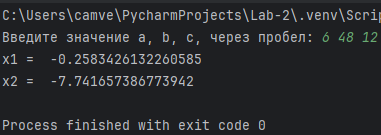 C:\Users\camve\PycharmProjects\Lab-2\.venv\Scrip
Введите значение a, b, c, через пробел: 6 48 12
x1 =  -0.2583426132260585
x2 =  -7.741657386773942
Process finished with exit code 0